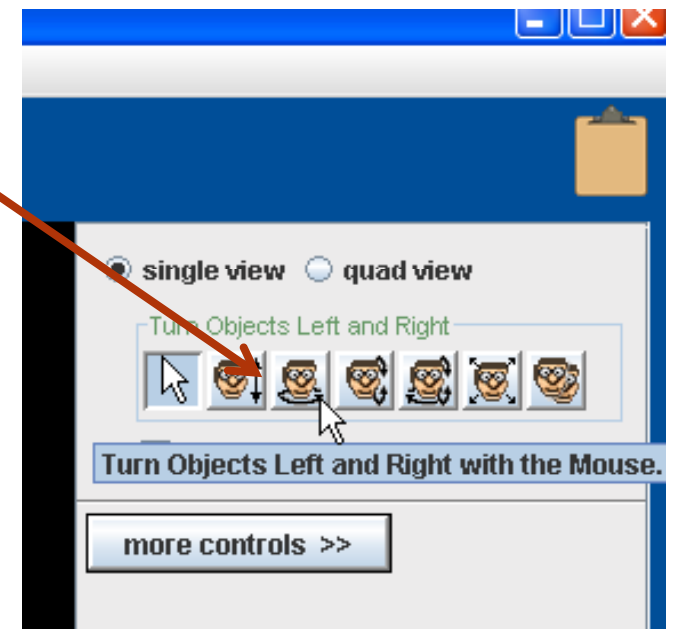 single view quad view
Turn Objects Left and Right
Turn Objects Left and Right with the Mouse.
more controls >>